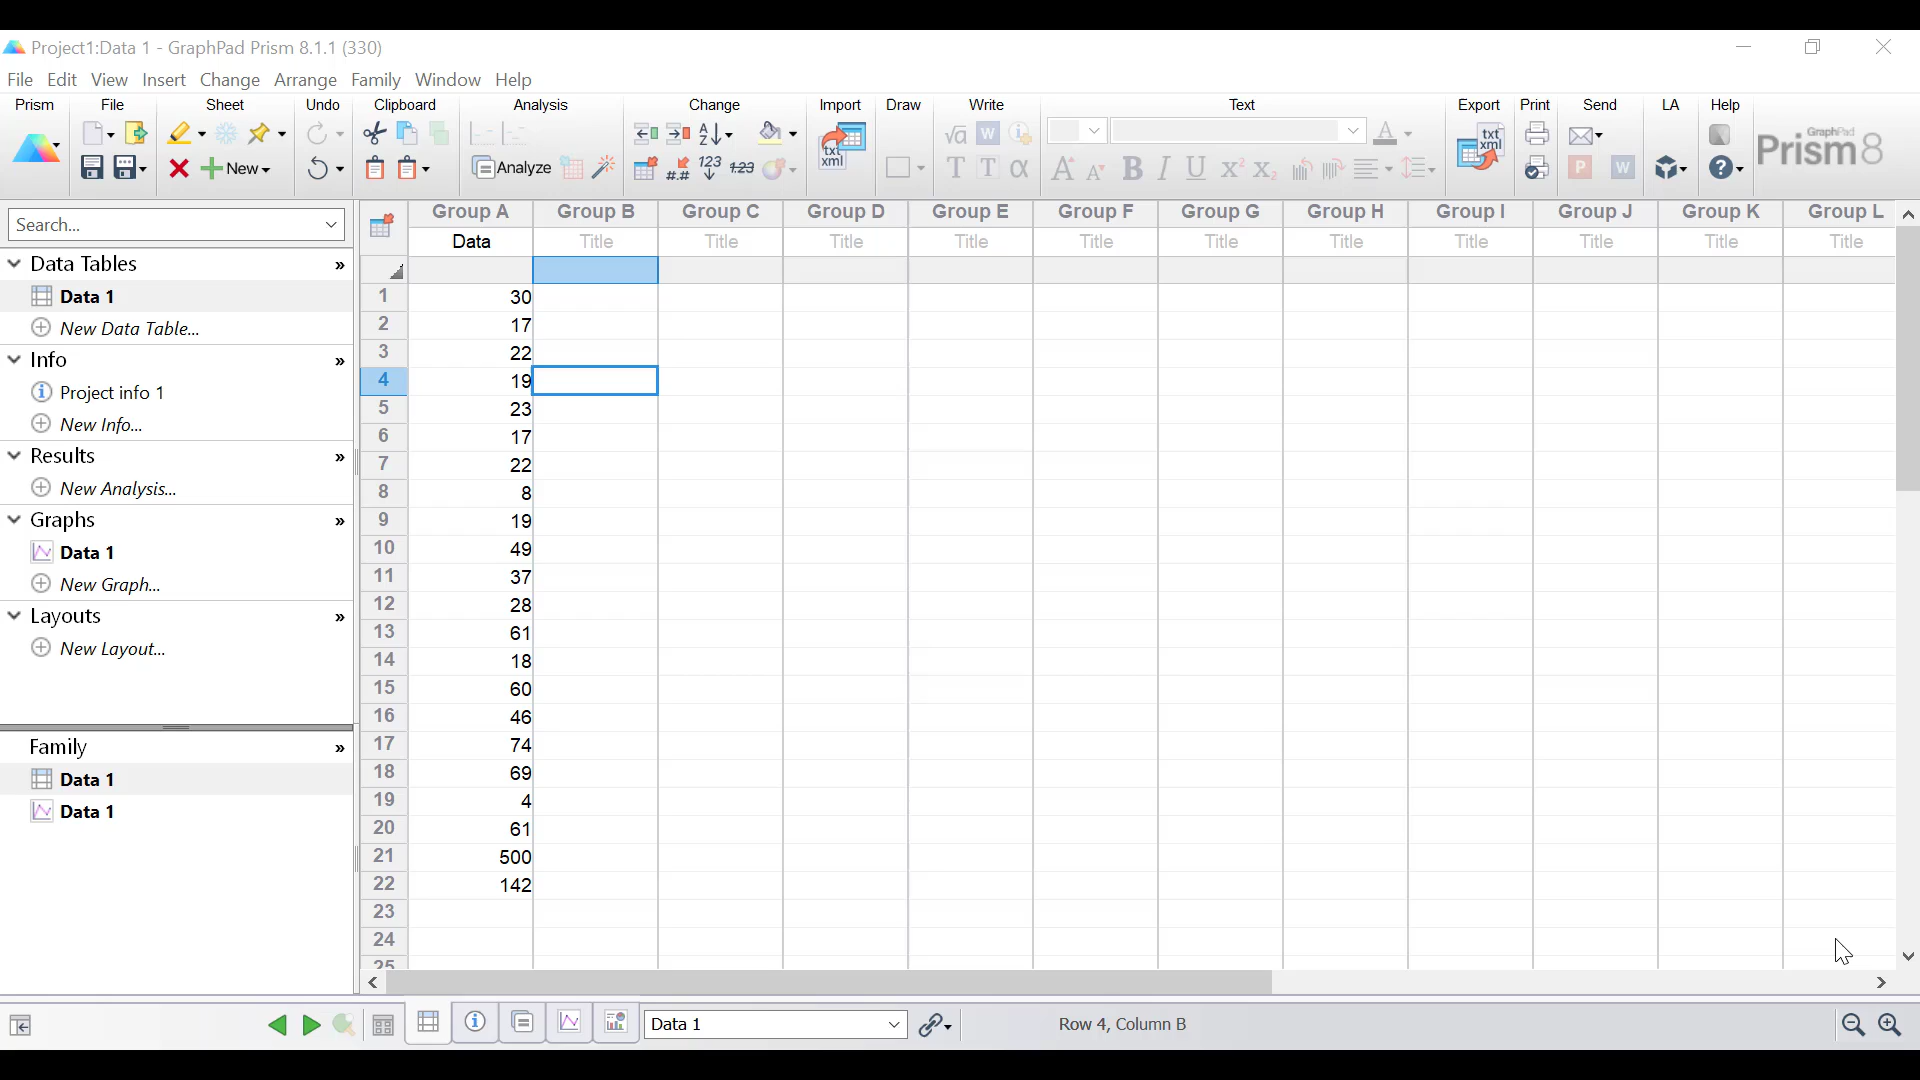 Project1:Data 1 - GraphPad Prism 8.1.1 (330)
File Edit View Insert Change Arrange Family Window Help
Prism File Sheet Undo Clipboard Analysis Change Import Draw Write Text Export Print Send LA Help
New
Analyze
GraphPad
Prism 8
Search...
Group A Group B Group C Group D Group E Group F Group G Group H Group I Group J Group K Group L
Data Title Title Title Title Title Title Title Title Title Title Title
Data Tables
Data 1
New Data Table...
Info
Project info 1
New Info...
Results
New Analysis...
Graphs
Data 1
New Graph...
Layouts
New Layout...
Family
Data 1
Data 1
1 30
2 17
3 22
4 19
5 23
6 17
7 22
8 8
9 19
10 49
11 37
12 28
13 61
14 18
15 60
16 46
17 74
18 69
19 4
20 61
21 500
22 142
23
24
25
Data 1
Row 4, Column B